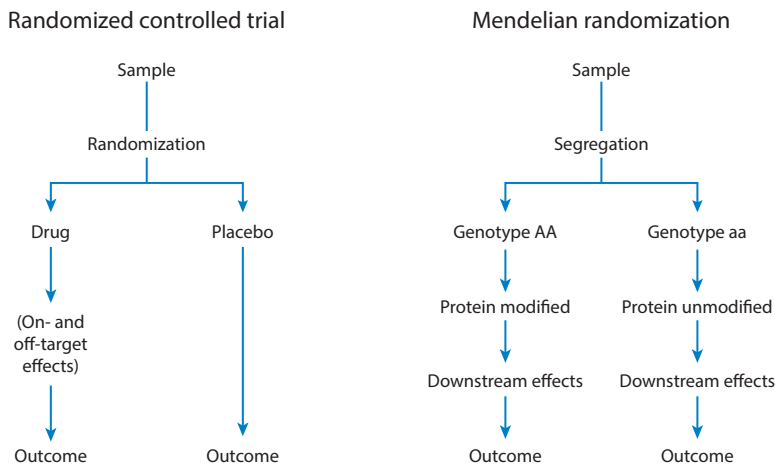 Randomized controlled trial
Sample
Randomization
Drug
Placebo
(On- and
off-target
effects)
Outcome
Outcome
Mendelian randomization
Sample
Segregation
Genotype AA
Genotype aa
Protein modified
Protein unmodified
Downstream effects
Downstream effects
Outcome
Outcome